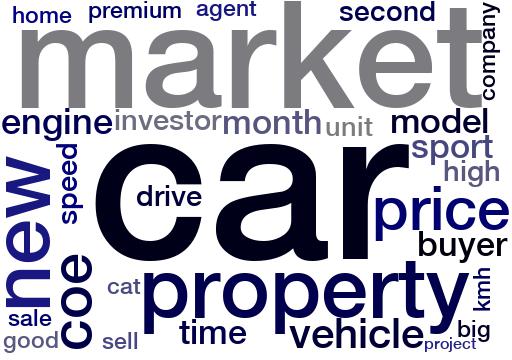 home premium agent second
market
company
engine investor month unit model
sport
high
car
drive
speed
new
price
buyer
coe
cat property kmh
sale
good sell time vehicle big
project